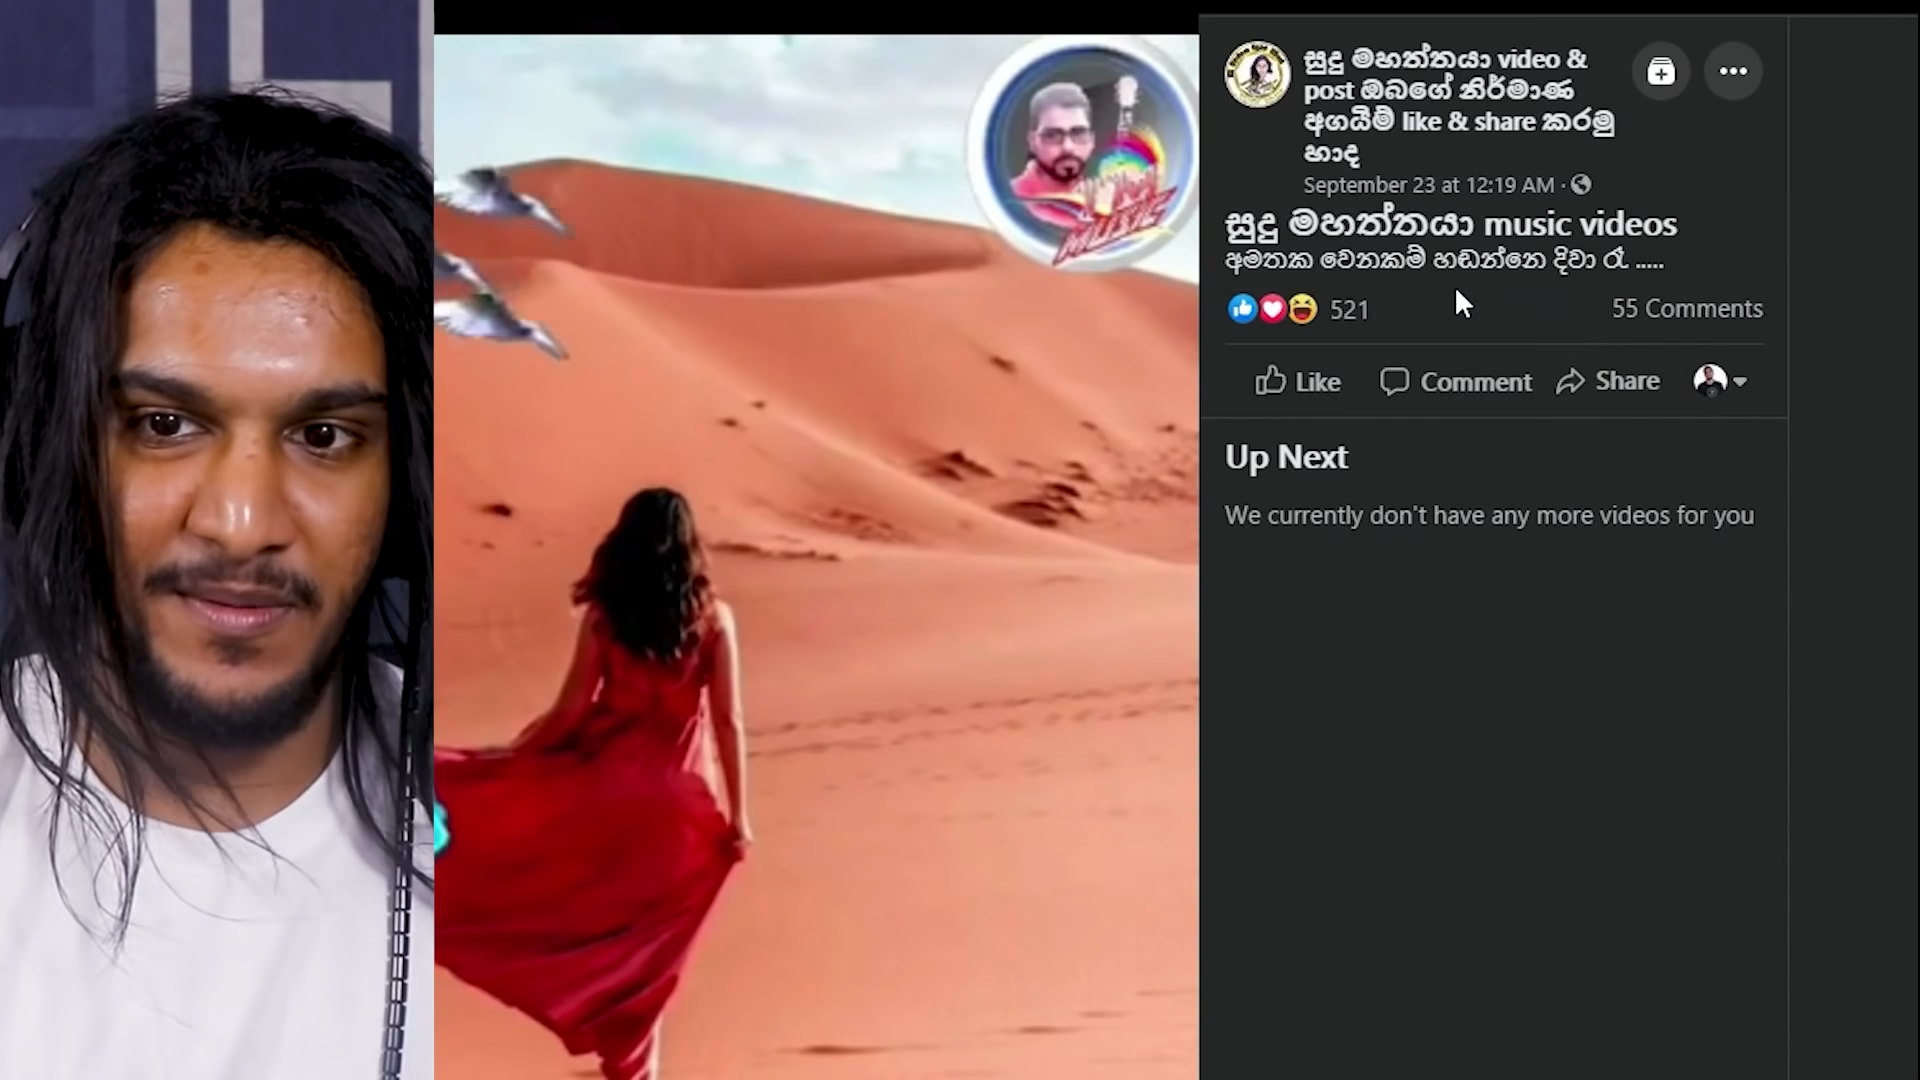 සුදු මහත්තයා video &
post ඔබගේ නිර්මාණ
අගයීම් like & share කරමු
හාද
September 23 at 12:19 AM ·
සුදු මහත්තයා music videos
අමතක වෙනකම් හඬන්නෙ දිවා රෑ .....
521
55 Comments
Like
Comment
Share
Up Next
We currently don't have any more videos for you
MUSIC